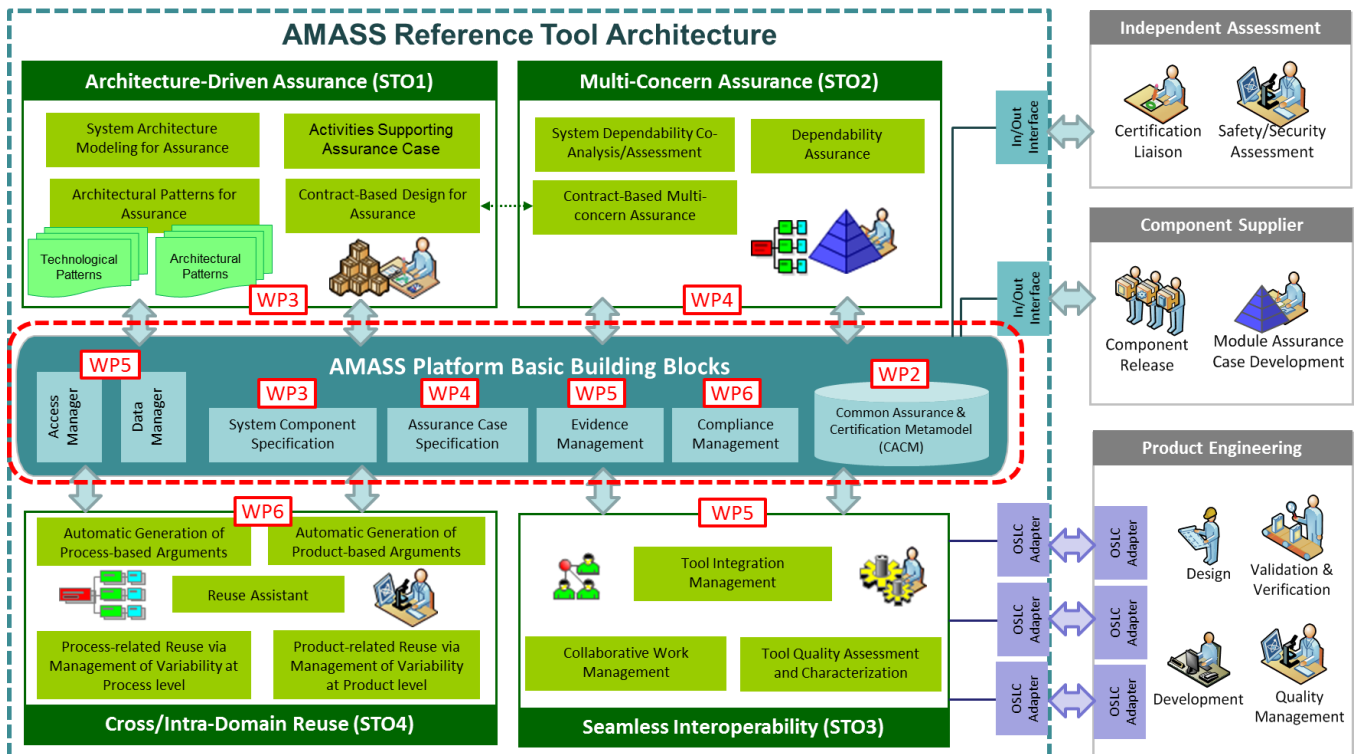 AMASS Reference Tool Architecture
Architecture-Driven Assurance (STO1)
System Architecture
Modeling for Assurance
Activities Supporting
Assurance Case
Architectural Patterns for
Assurance
Contract-Based Design for
Assurance
Technological
Patterns
Architectural
Patterns
WP3
Multi-Concern Assurance (STO2)
System Dependability Co-
Analysis/Assessment
Dependability
Assurance
Contract-Based Multi-
concern Assurance
WP4
AMASS Platform Basic Building Blocks
WP5
Access
Manager
Data
Manager
WP3
System Component
Specification
WP4
Assurance Case
Specification
WP5
Evidence
Management
WP6
Compliance
Management
WP2
Common Assurance &
Certification Metamodel
(CACM)
WP6
Automatic Generation of
Process-based Arguments
Automatic Generation of
Product-based Arguments
Reuse Assistant
Process-related Reuse via
Management of Variability at
Process level
Product-related Reuse via
Management of Variability
at Product level
Cross/Intra-Domain Reuse (STO4)
WP5
Tool Integration
Management
Collaborative Work
Management
Tool Quality Assessment
and Characterization
Seamless Interoperability (STO3)
In/Out
Interface
In/Out
Interface
OSLC
Adapter
OSLC
Adapter
OSLC
Adapter
OSLC
Adapter
OSLC
Adapter
OSLC
Adapter
Independent Assessment
Certification
Liaison
Safety/Security
Assessment
Component Supplier
Component
Release
Module Assurance
Case Development
Product Engineering
Design
Validation &
Verification
Development
Quality
Management